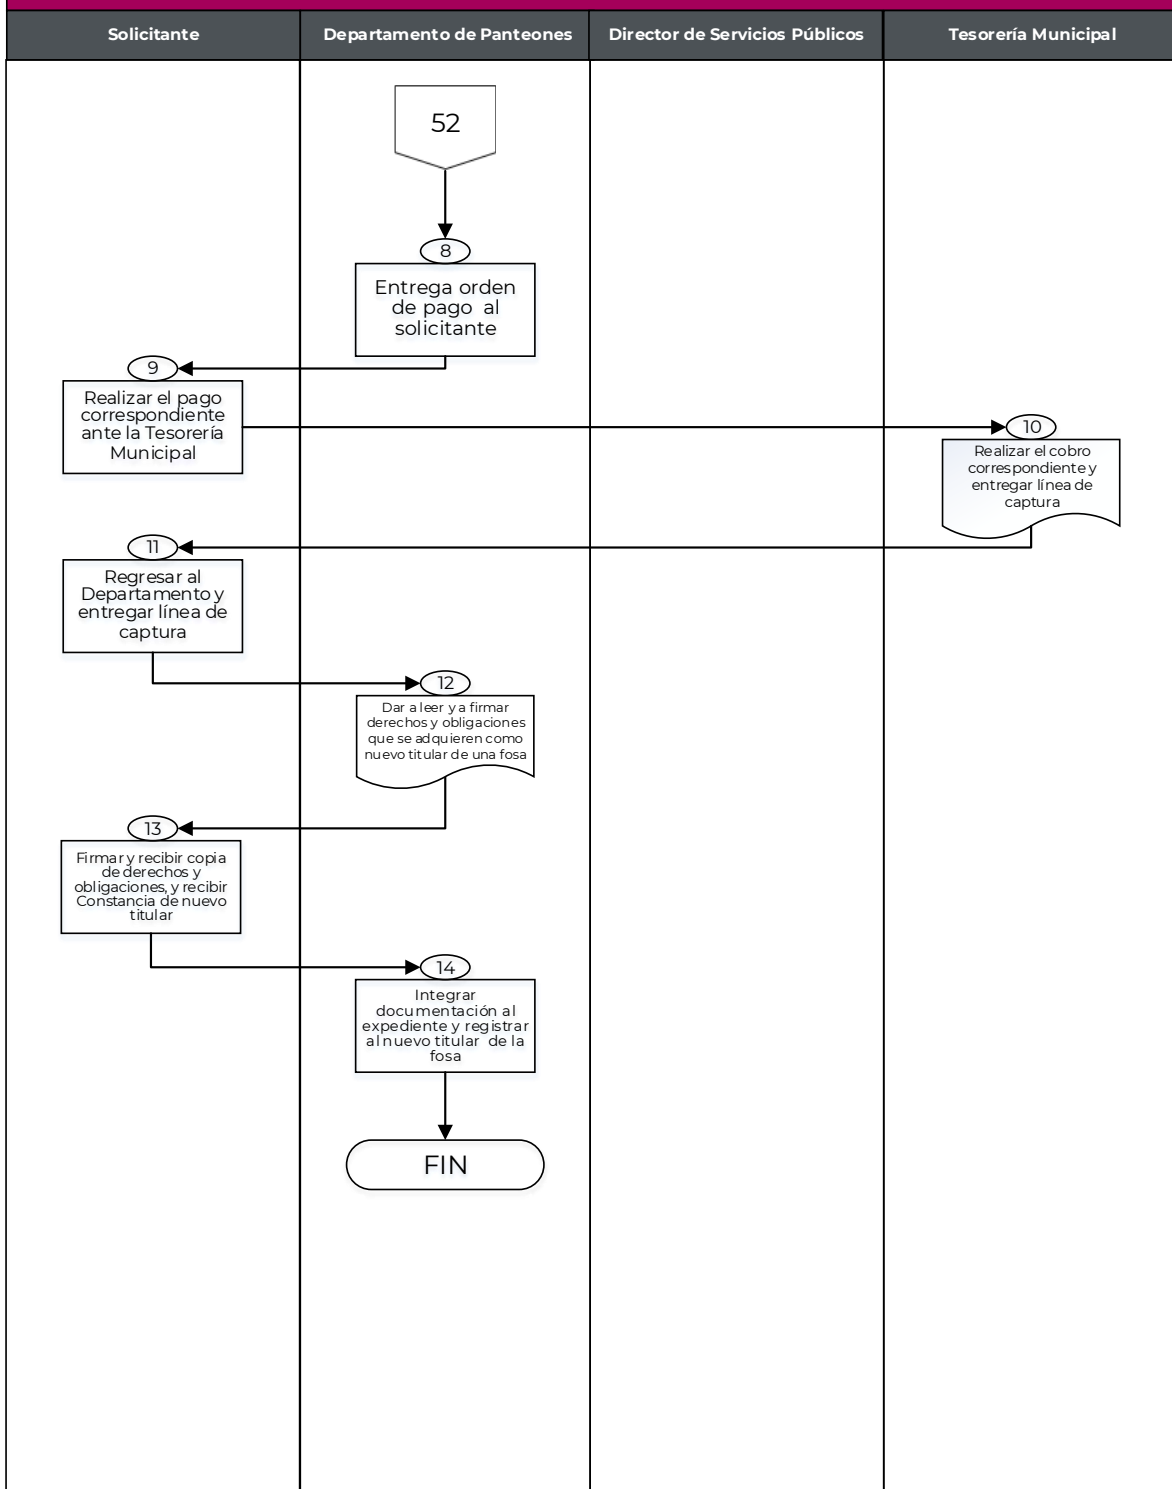 Solicitante
Departamento de Panteones
Director de Servicios Públicos
Tesorería Municipal
52
8
Entrega orden
de pago al
solicitante
9
Realizar el pago
correspondiente
ante la Tesorería
Municipal
10
Realizar el cobro
correspondiente y
entregar línea de
captura
11
Regresar al
Departamento y
entregar línea de
captura
12
Dar a leer y a firmar
derechos y obligaciones
que se adquieren como
nuevo titular de una fosa
13
Firmar y recibir copia
de derechos y
obligaciones, y recibir
Constancia de nuevo
titular
14
Integrar
documentación al
expediente y registrar
al nuevo titular de la
fosa
FIN